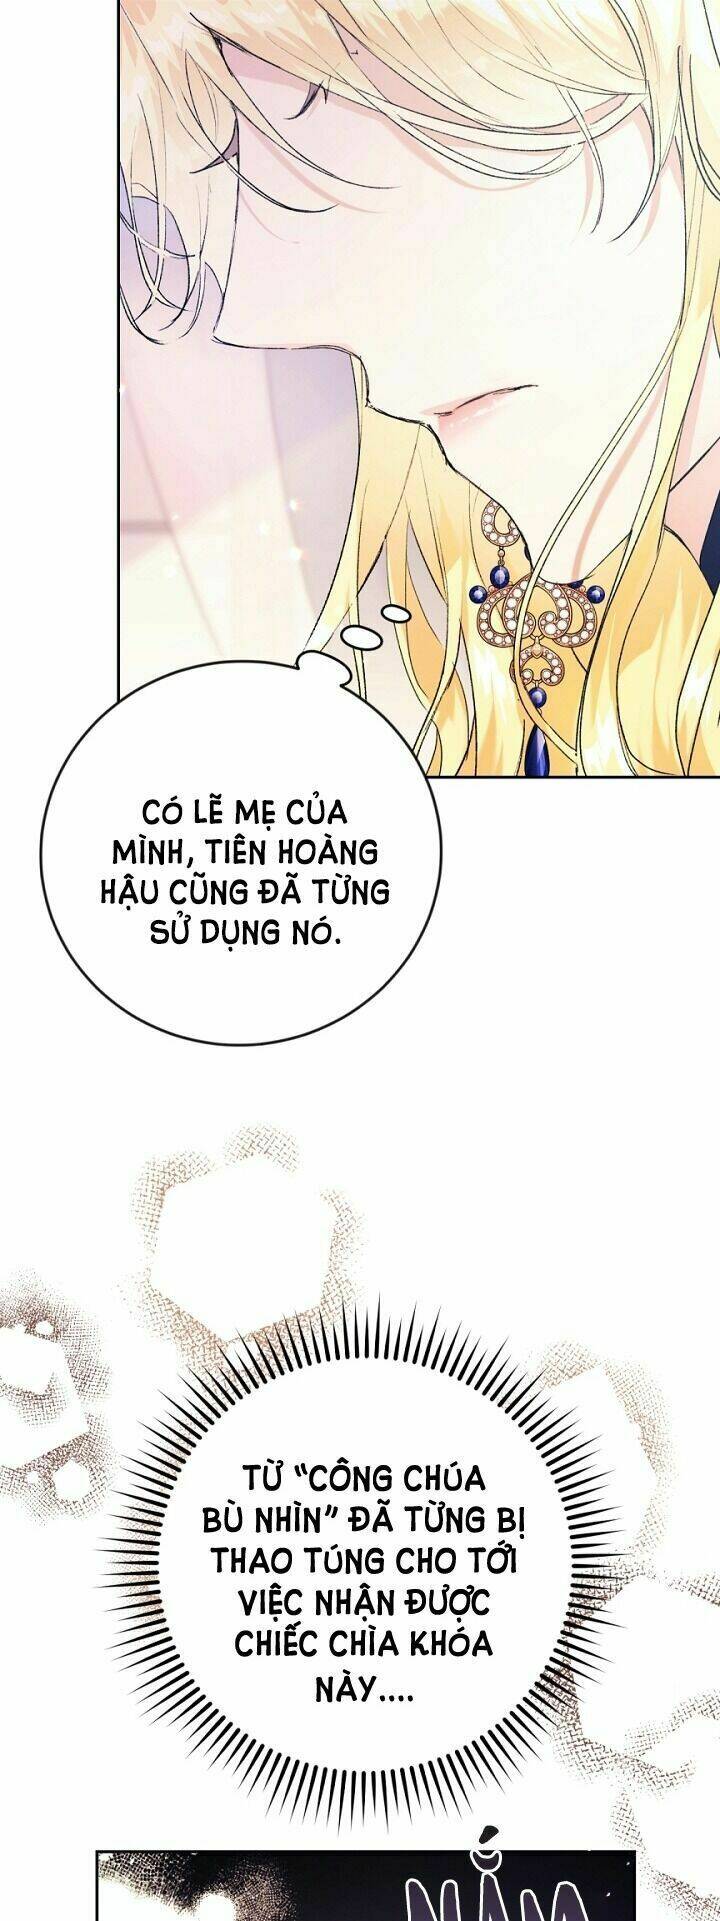 CÓ LẼ MẸ CỦA
MÌNH, TIÊN HOÀNG
HẬU CŨNG ĐÃ TỪNG
SỬ DỤNG NÓ.
TỪ “CÔNG CHÚA
BÙ NHÌN” ĐÃ TỪNG BỊ
THAO TÚNG CHO TỚI
VIỆC NHẬN ĐƯỢC
CHIẾC CHÌA KHÓA
NÀY....
NẮM